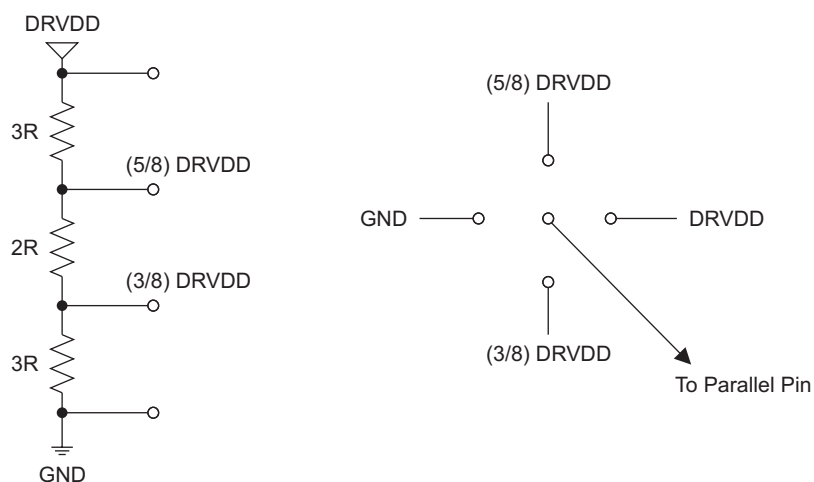 DRVDD
3R
(5/8) DRVDD
2R
(3/8) DRVDD
3R
GND
(5/8) DRVDD
GND
DRVDD
(3/8) DRVDD
To Parallel Pin